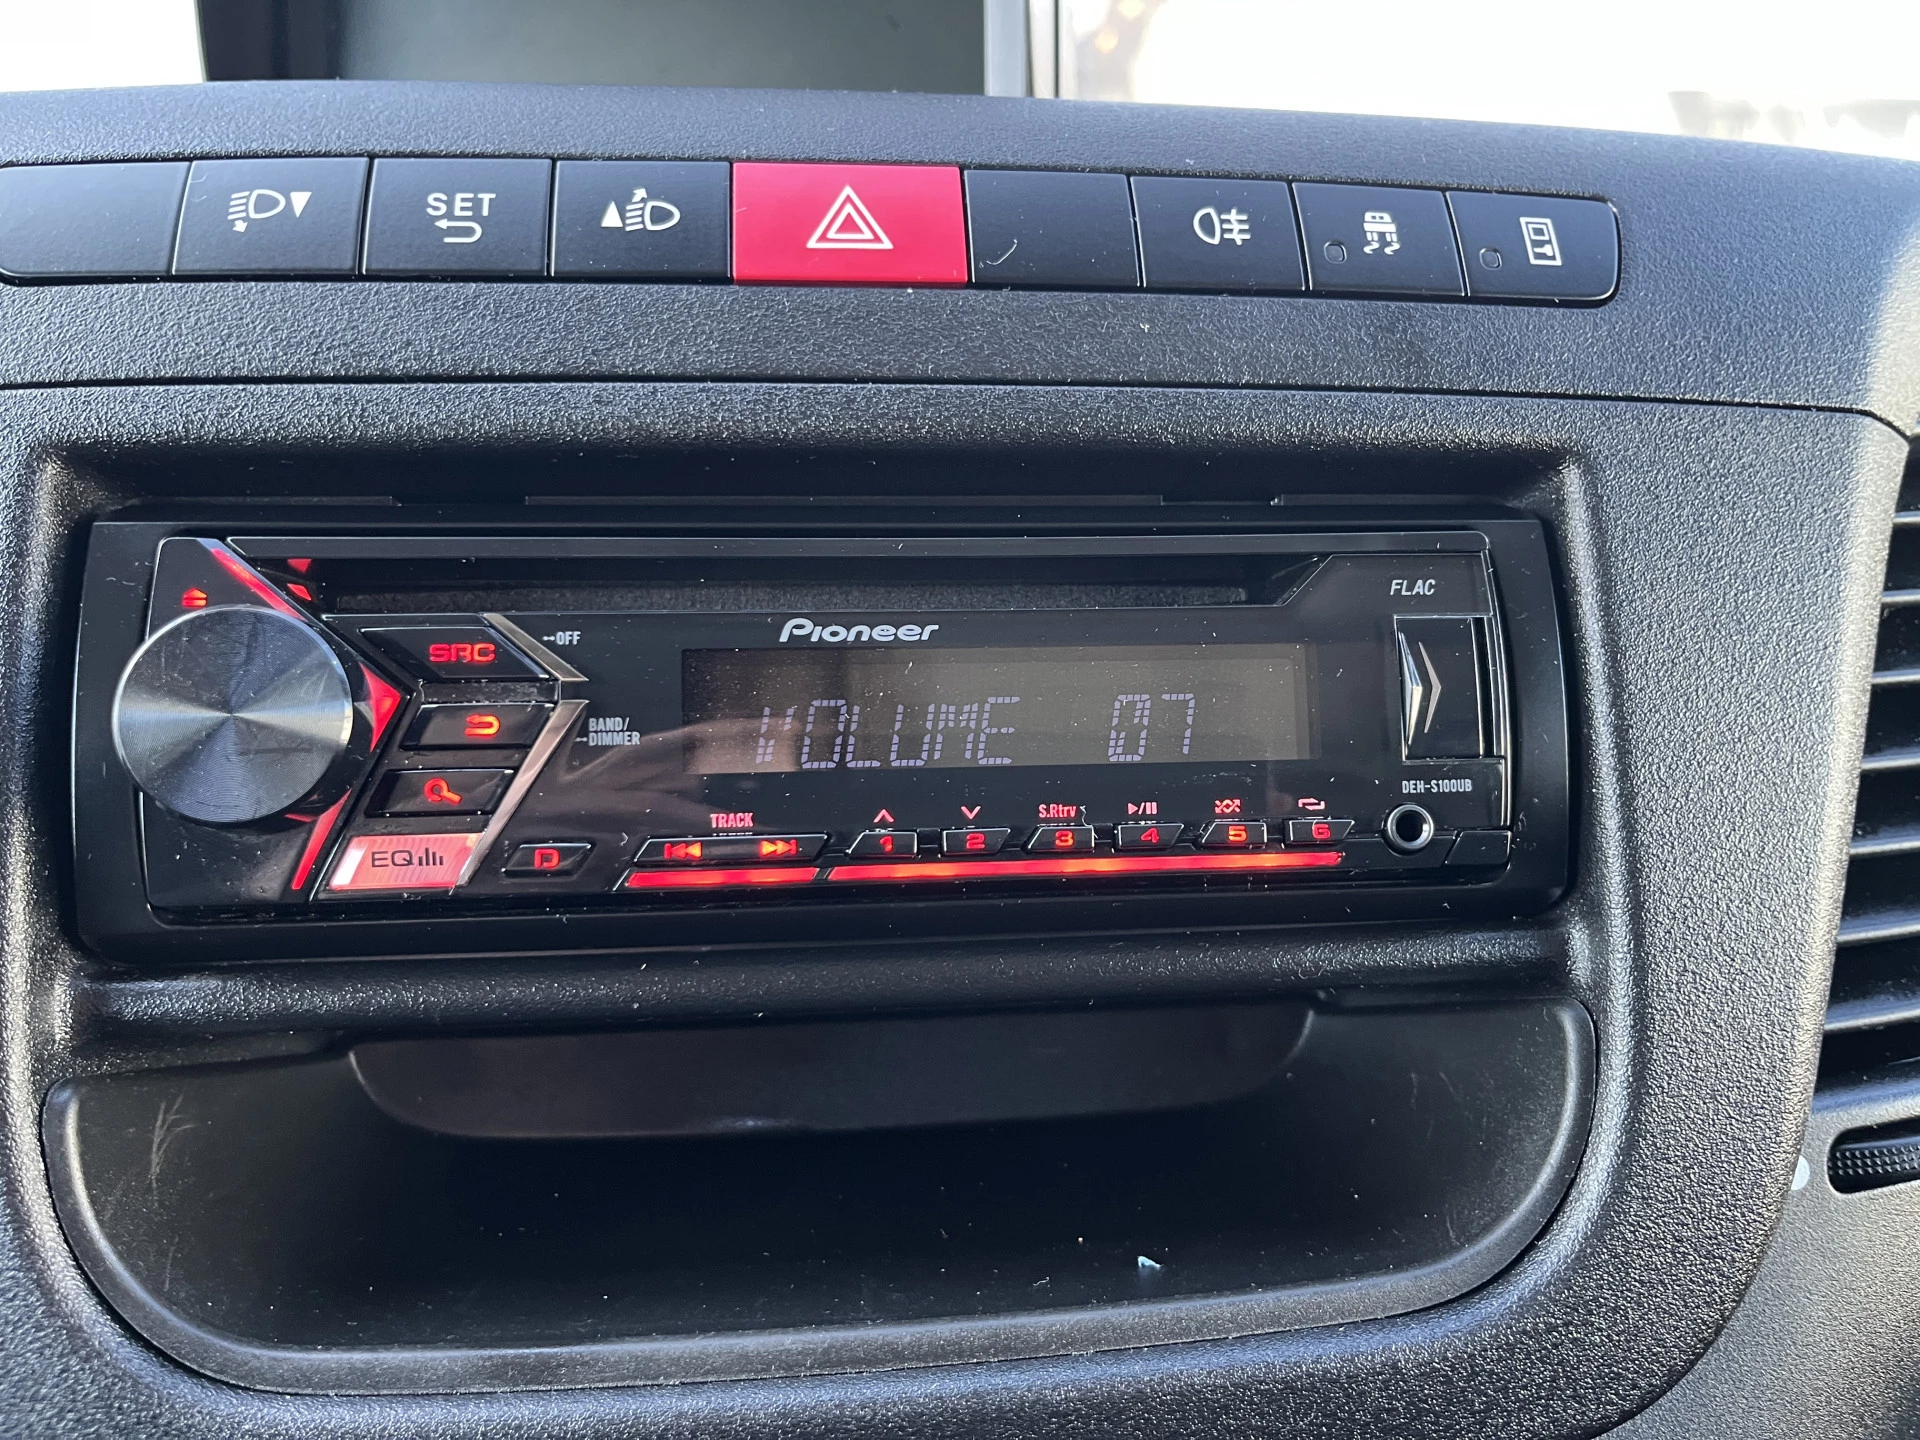 SET
FLAC
Pioneer
SRC
OFF
VOLUME 07
BAND/
DIMMER
DEH-S100UB
TRACK
S.Rtrv
EQ
D
1
2
3
4
5
6